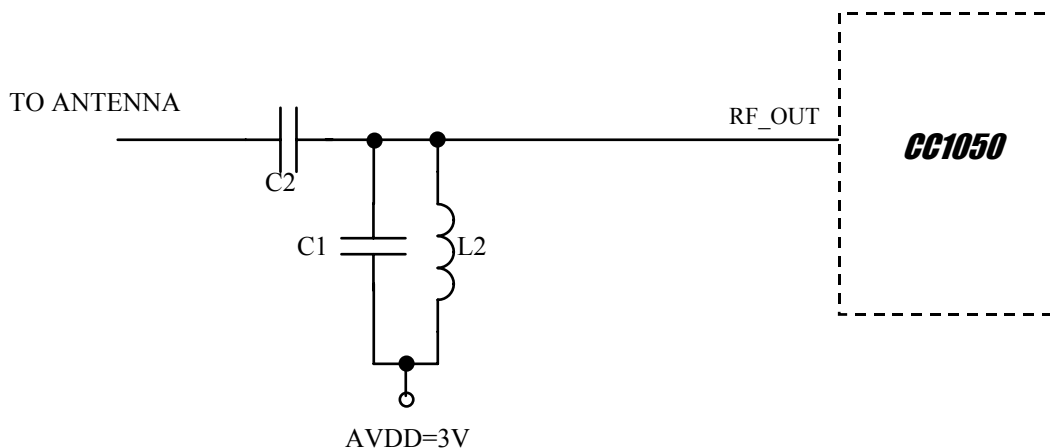 TO ANTENNA
RF_OUT
CC1050
C2
C1
L2
AVDD=3V